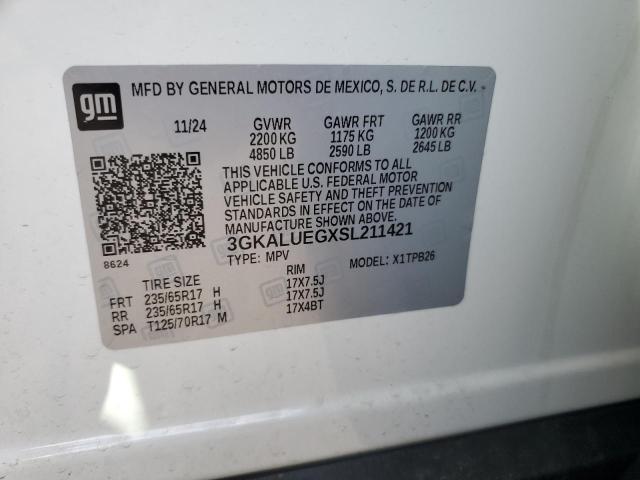 gm
MFD BY GENERAL MOTORS DE MEXICO, S. DE R.L. DE C.V.
11/24 GVWR GAWR FRT GAWR RR
2200 KG 1175 KG 1200 KG
4850 LB 2590 LB 2645 LB
THIS VEHICLE CONFORMS TO ALL
APPLICABLE U.S. FEDERAL MOTOR
VEHICLE SAFETY AND THEFT PREVENTION
STANDARDS IN EFFECT ON THE DATE OF
MANUFACTURE SHOWN ABOVE.
3GKALUEGXSL211421
8624 TYPE: MPV MODEL: X1TPB26
TIRE SIZE RIM
FRT 235/65R17 H 17X7.5J
RR 235/65R17 H 17X7.5J
SPA T125/70R17 M 17X4BT